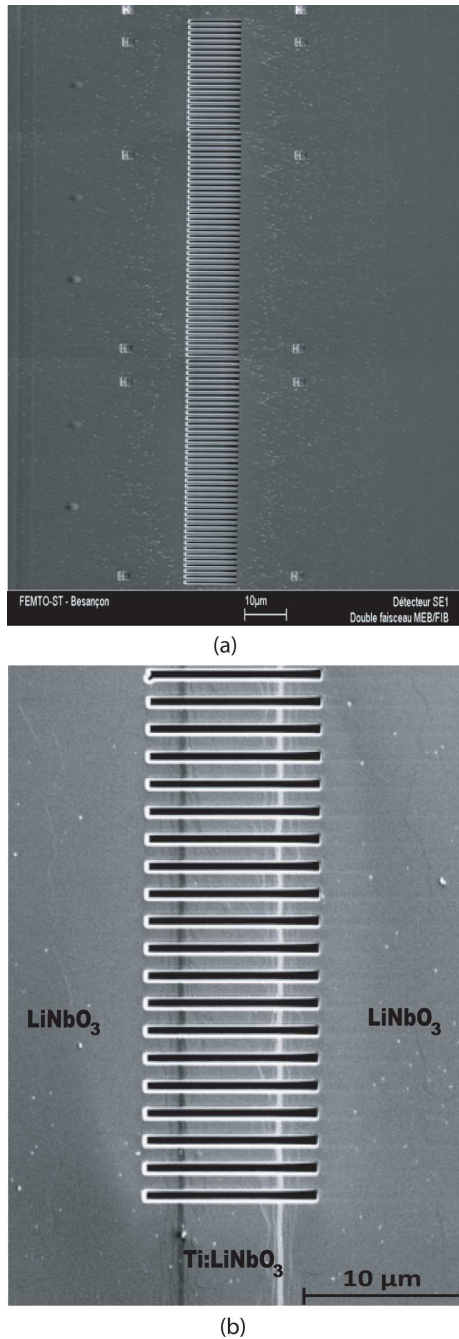 FEMTO-ST - Besançon
10µm
Détecteur SE1
Double faisceau MEB/FIB
(a)
LiNbO₃
LiNbO₃
Ti:LiNbO₃
10 µm
(b)